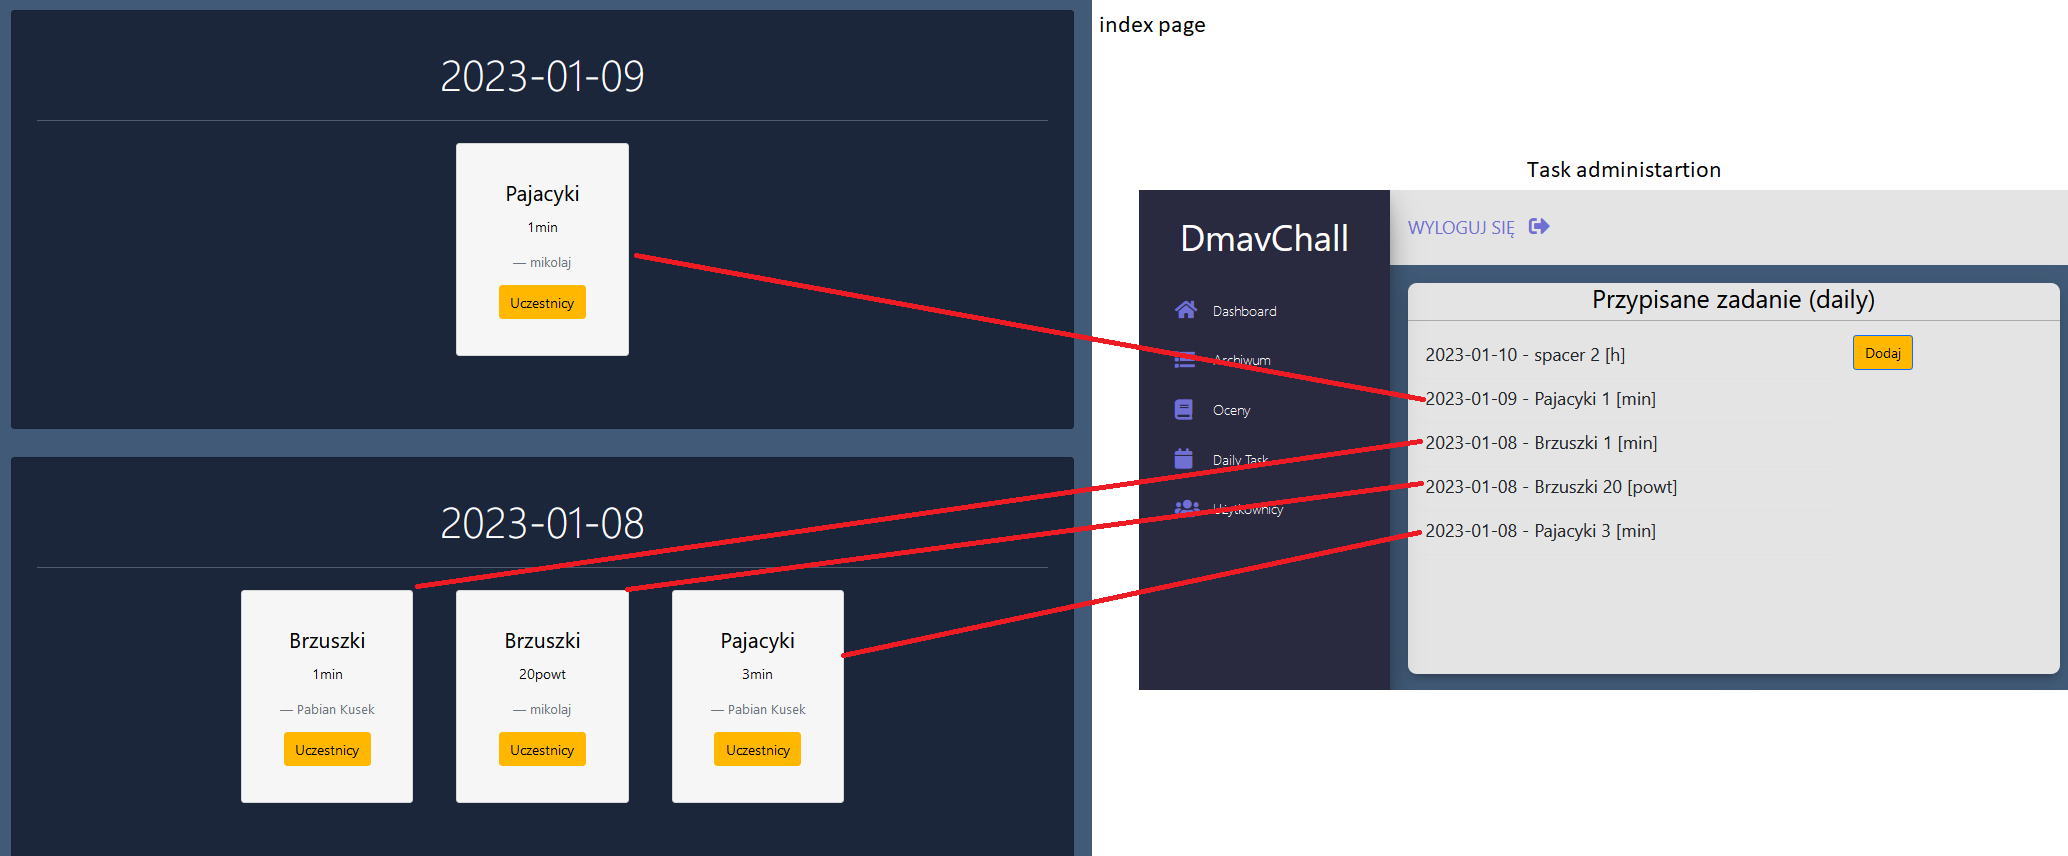 2023-01-09
Pajacyki
1min
— mikolaj
Uczestnicy
2023-01-08
Brzuszki
1min
— Pabian Kusek
Uczestnicy
Brzuszki
20powt
— mikolaj
Uczestnicy
Pajacyki
3min
— Pabian Kusek
Uczestnicy
index page
Task administartion
DmavChall
Dashboard
Archiwum
Oceny
Daily Task
Użytkownicy
WYLOGUJ SIĘ
Przypisane zadanie (daily)
2023-01-10 - spacer 2 [h]
Dodaj
2023-01-09 - Pajacyki 1 [min]
2023-01-08 - Brzuszki 1 [min]
2023-01-08 - Brzuszki 20 [powt]
2023-01-08 - Pajacyki 3 [min]